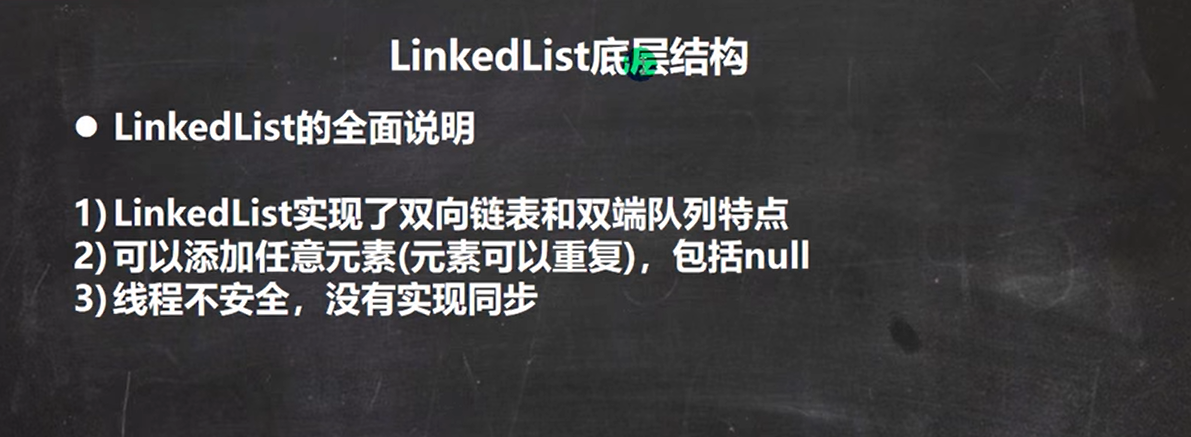 LinkedList底层结构
● LinkedList的全面说明
1) LinkedList实现了双向链表和双端队列特点
2) 可以添加任意元素(元素可以重复)，包括null
3) 线程不安全，没有实现同步